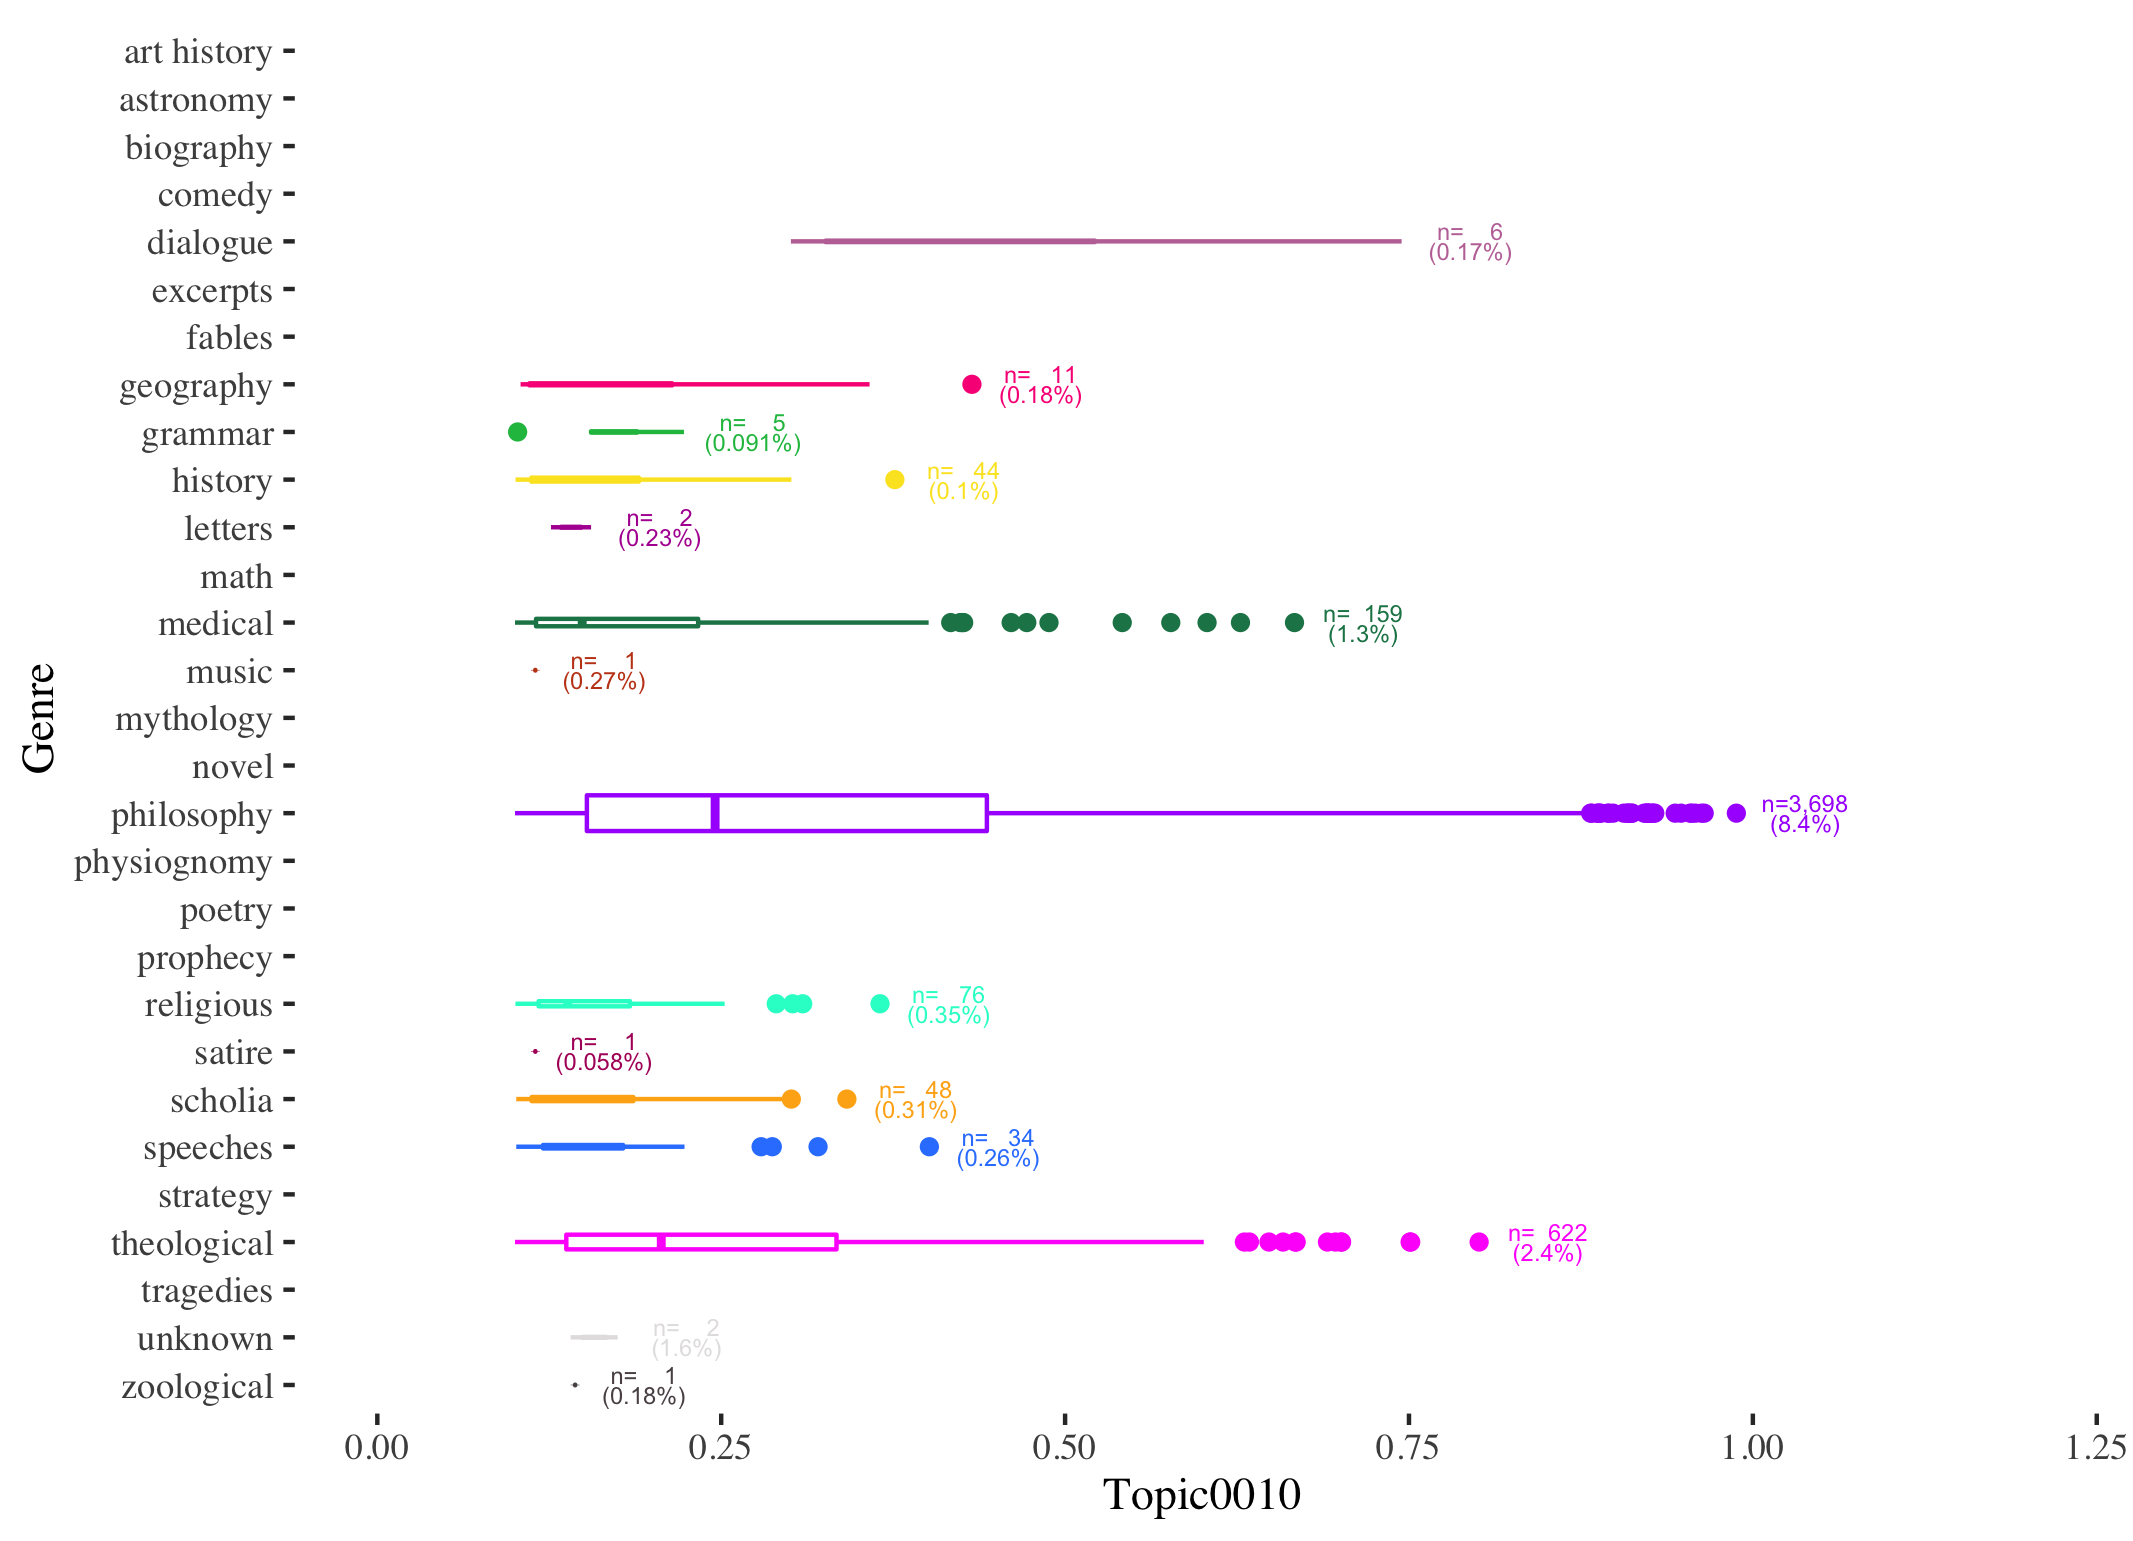 art history
astronomy
biography
comedy
dialogue
n= 6
(0.17%)
excerpts
fables
geography
n= 11
(0.18%)
grammar
n= 5
(0.091%)
history
n= 44
(0.1%)
letters
n= 2
(0.23%)
math
medical
n= 159
(1.3%)
music
n= 1
(0.27%)
mythology
novel
philosophy
n=3,698
(8.4%)
physiognomy
poetry
prophecy
religious
n= 76
(0.35%)
satire
n= 1
(0.058%)
scholia
n= 48
(0.31%)
speeches
n= 34
(0.26%)
strategy
theological
n= 622
(2.4%)
tragedies
unknown
n= 2
(1.6%)
zoological
n= 1
(0.18%)
Genre
0.00 0.25 0.50 0.75 1.00 1.25
Topic0010